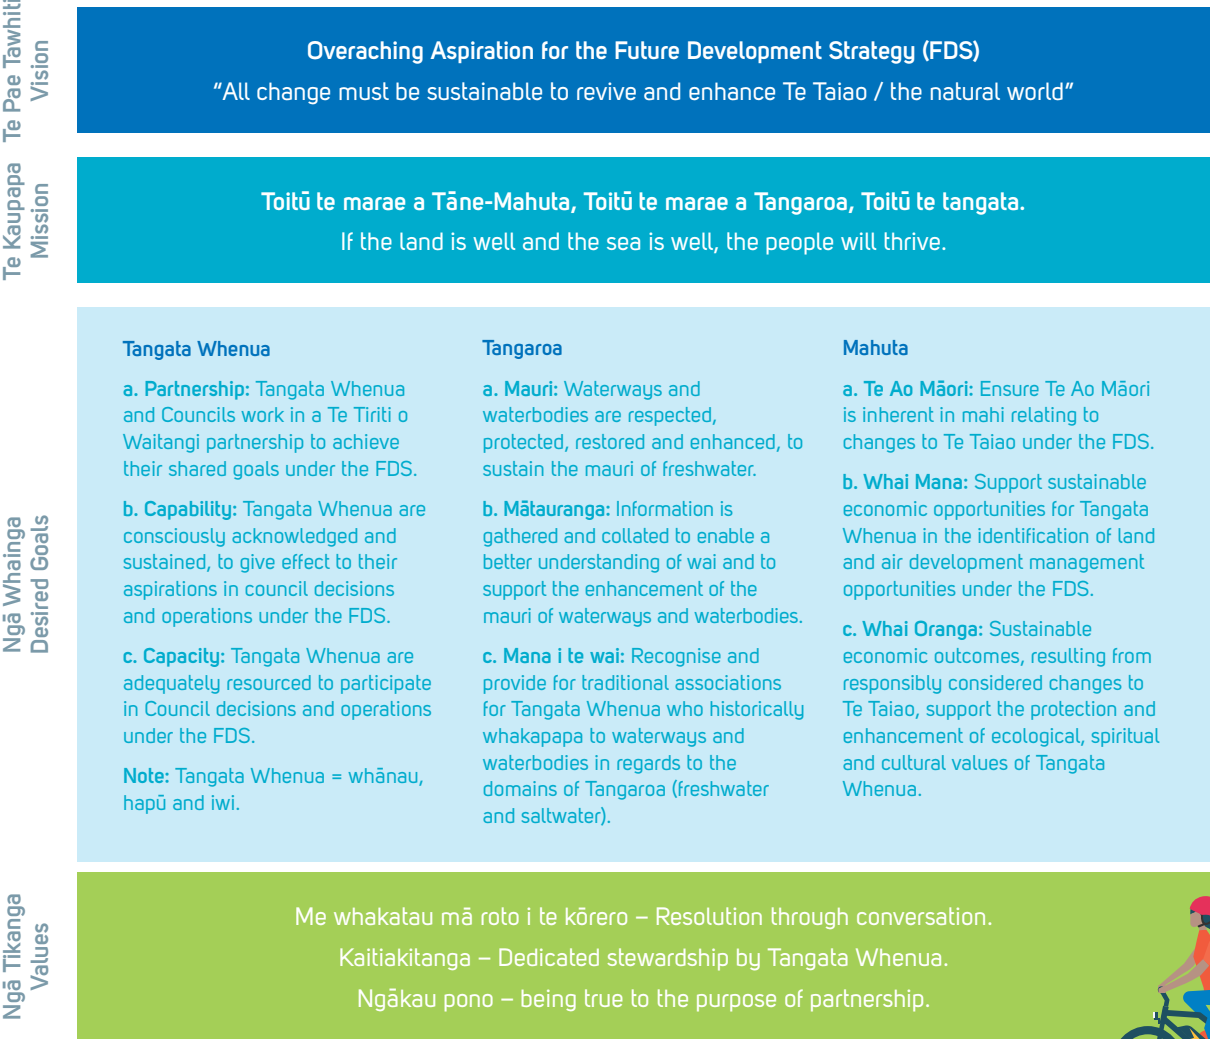 Te Pae Tawhiti
Vision
Overaching Aspiration for the Future Development Strategy (FDS)
“All change must be sustainable to revive and enhance Te Taiao / the natural world”
Te Kaupapa
Mission
Toitū te marae a Tāne-Mahuta, Toitū te marae a Tangaroa, Toitū te tangata.
If the land is well and the sea is well, the people will thrive.
Ngā Whainga
Desired Goals
Tangata Whenua
a. Partnership: Tangata Whenua
and Councils work in a Te Tiriti o
Waitangi partnership to achieve
their shared goals under the FDS.
b. Capability: Tangata Whenua are
consciously acknowledged and
sustained, to give effect to their
aspirations in council decisions
and operations under the FDS.
c. Capacity: Tangata Whenua are
adequately resourced to participate
in Council decisions and operations
under the FDS.
Note: Tangata Whenua = whānau,
hapū and iwi.
Tangaroa
a. Mauri: Waterways and
waterbodies are respected,
protected, restored and enhanced, to
sustain the mauri of freshwater.
b. Mātauranga: Information is
gathered and collated to enable a
better understanding of wai and to
support the enhancement of the
mauri of waterways and waterbodies.
c. Mana i te wai: Recognise and
provide for traditional associations
for Tangata Whenua who historically
whakapapa to waterways and
waterbodies in regards to the
domains of Tangaroa (freshwater
and saltwater).
Mahuta
a. Te Ao Māori: Ensure Te Ao Māori
is inherent in mahi relating to
changes to Te Taiao under the FDS.
b. Whai Mana: Support sustainable
economic opportunities for Tangata
Whenua in the identification of land
and air development management
opportunities under the FDS.
c. Whai Oranga: Sustainable
economic outcomes, resulting from
responsibly considered changes to
Te Taiao, support the protection and
enhancement of ecological, spiritual
and cultural values of Tangata
Whenua.
Ngā Tikanga
Values
Me whakatau mā roto i te kōrero – Resolution through conversation.
Kaitiakitanga – Dedicated stewardship by Tangata Whenua.
Ngākau pono – being true to the purpose of partnership.